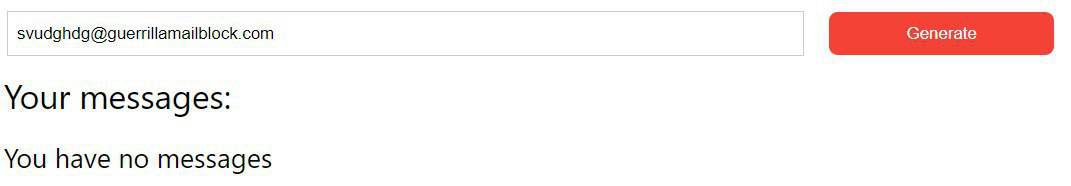 svudghdg@guerrillamailblock.com
Generate
Your messages:
You have no messages